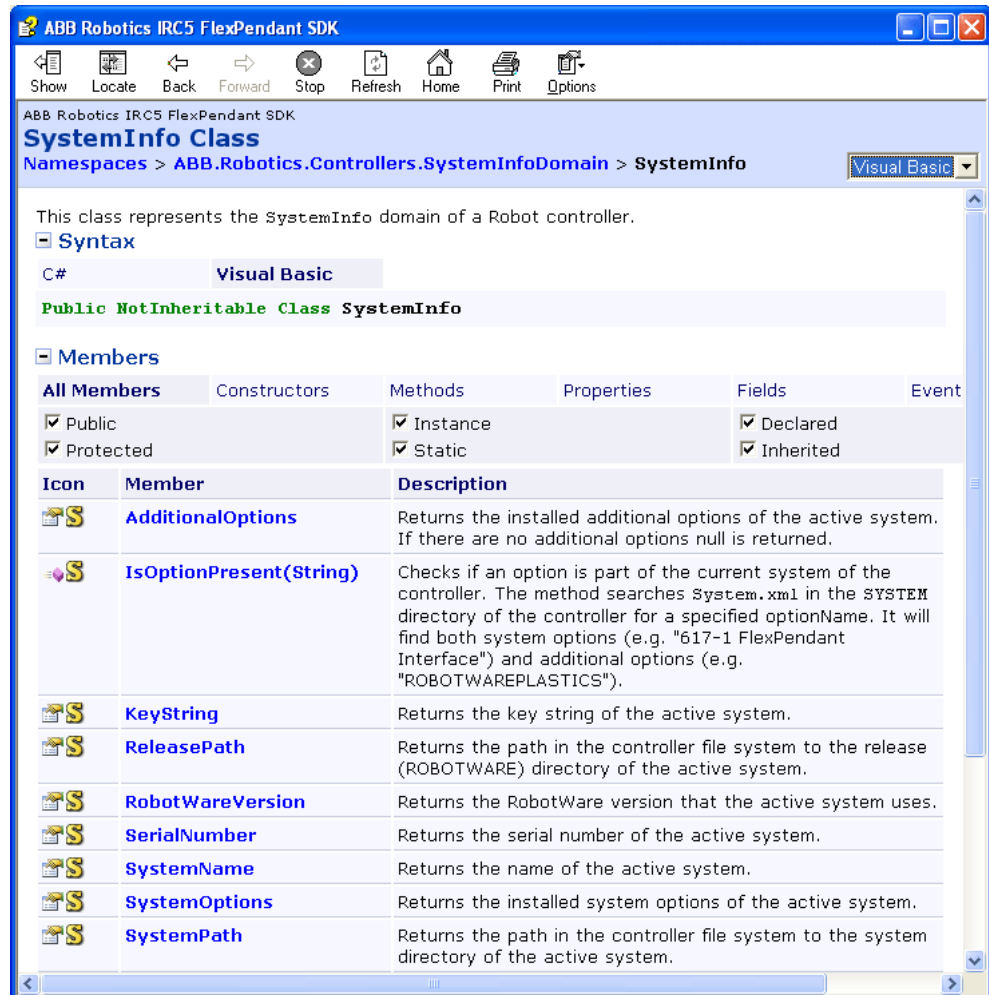 ABB Robotics IRC5 FlexPendant SDK
Show Locate Back Forward Stop Refresh Home Print Options
ABB Robotics IRC5 FlexPendant SDK
SystemInfo Class
Namespaces > ABB.Robotics.Controllers.SystemInfoDomain > SystemInfo
Visual Basic
This class represents the SystemInfo domain of a Robot controller.
Syntax
C# Visual Basic
Public NotInheritable Class SystemInfo
Members
All Members Constructors Methods Properties Fields Event
Public Instance Declared
Protected Static Inherited
Icon Member Description
S AdditionalOptions Returns the installed additional options of the active system.
If there are no additional options null is returned.
S IsOptionPresent(String) Checks if an option is part of the current system of the
controller. The method searches System.xml in the SYSTEM
directory of the controller for a specified optionName. It will
find both system options (e.g. "617-1 FlexPendant
Interface") and additional options (e.g.
"ROBOTWAREPLASTICS").
S KeyString Returns the key string of the active system.
S ReleasePath Returns the path in the controller file system to the release
(ROBOTWARE) directory of the active system.
S RobotWareVersion Returns the RobotWare version that the active system uses.
S SerialNumber Returns the serial number of the active system.
S SystemName Returns the name of the active system.
S SystemOptions Returns the installed system options of the active system.
S SystemPath Returns the path in the controller file system to the system
directory of the active system.